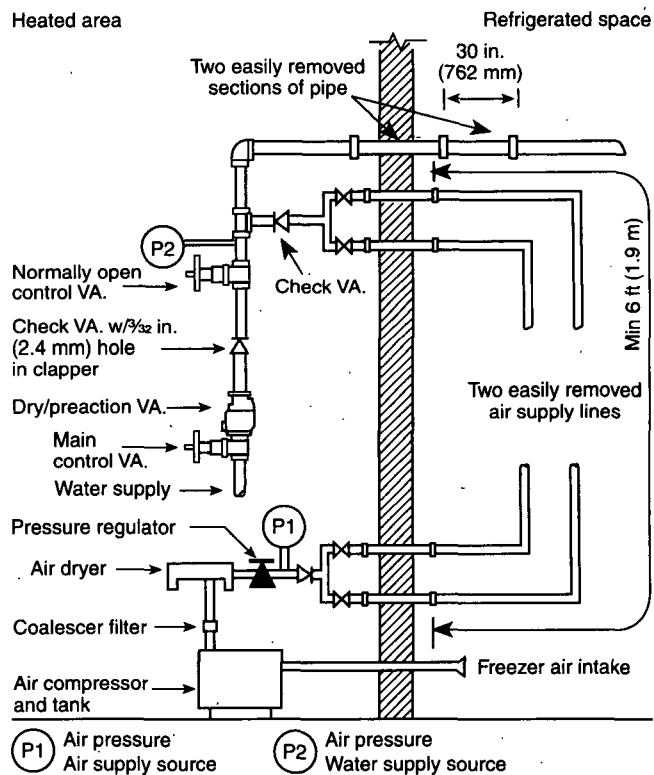 Heated area
Refrigerated space
Two easily removed
sections of pipe
30 in.
(762 mm)
P2
Normally open
control VA.
Check VA.
Check VA. w/3/32 in.
(2.4 mm) hole
in clapper
Min 6 ft (1.9 m)
Dry/preaction VA.
Two easily removed
air supply lines
Main
control VA.
Water supply
Pressure regulator
P1
Air dryer
Coalescer filter
Freezer air intake
Air compressor
and tank
P1 Air pressure
Air supply source
P2 Air pressure
Water supply source